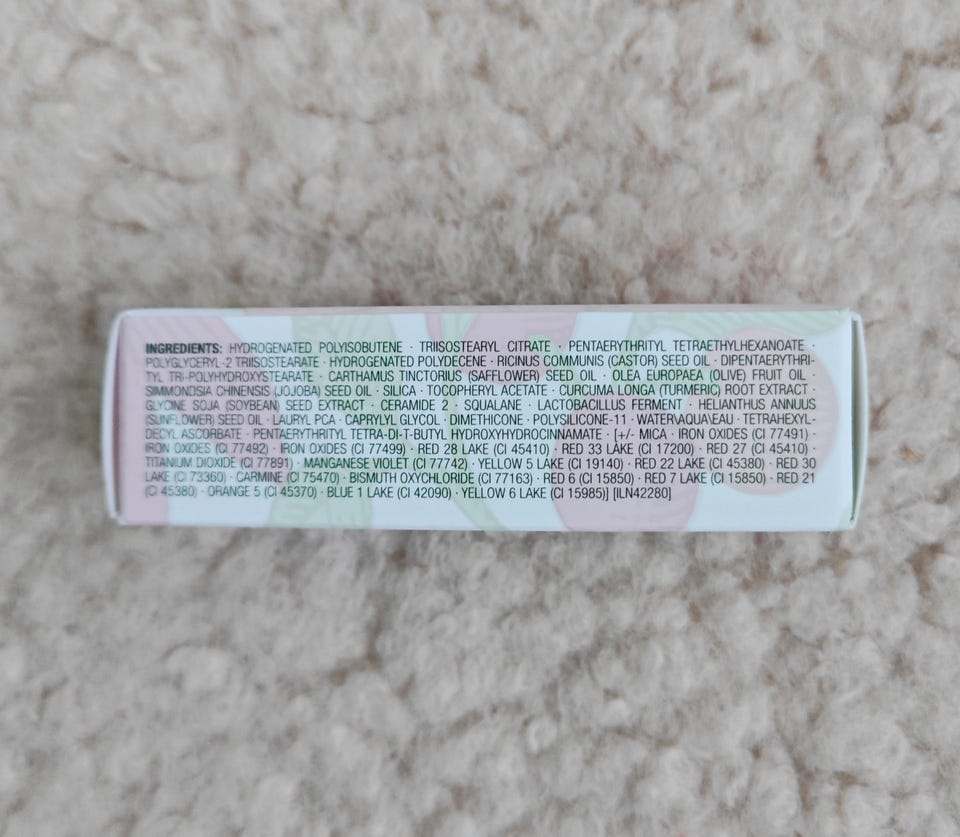 INGREDIENTS: HYDROGENATED POLYISOBUTENE · TRIISOSTEARYL CITRATE · PENTAERYTHRITYL TETRAETHYLHEXANOATE ·
POLYGLYCERYL-2 TRIISOSTEARATE · HYDROGENATED POLYDECENE · RICINUS COMMUNIS (CASTOR) SEED OIL · DIPENTAERYTHRI-
TYL TRI-POLYHYDROXYSTEARATE · CARTHAMUS TINCTORIUS (SAFFLOWER) SEED OIL · OLEA EUROPAEA (OLIVE) FRUIT OIL ·
SIMMONDSIA CHINENSIS (JOJOBA) SEED OIL · SILICA · TOCOPHERYL ACETATE · CURCUMA LONGA (TURMERIC) ROOT EXTRACT ·
GLYCINE SOJA (SOYBEAN) SEED EXTRACT · CERAMIDE 2 · SQUALANE · LACTOBACILLUS FERMENT · HELIANTHUS ANNUUS
(SUNFLOWER) SEED OIL · LAURYL PCA · CAPRYLYL GLYCOL · DIMETHICONE · POLYSILICONE-11 · WATER\AQUA\EAU · TETRAHEXYL-
DECYL ASCORBATE · PENTAERYTHRITYL TETRA-DI-T-BUTYL HYDROXYHYDROCINNAMATE · [+/- MICA · IRON OXIDES (CI 77491) ·
IRON OXIDES (CI 77492) · IRON OXIDES (CI 77499) · RED 28 LAKE (CI 45410) · RED 33 LAKE (CI 17200) · RED 27 (CI 45410) ·
TITANIUM DIOXIDE (CI 77891) · MANGANESE VIOLET (CI 77742) · YELLOW 5 LAKE (CI 19140) · RED 22 LAKE (CI 45380) · RED 30
LAKE (CI 73360) · CARMINE (CI 75470) · BISMUTH OXYCHLORIDE (CI 77163) · RED 6 (CI 15850) · RED 7 LAKE (CI 15850) · RED 21
(CI 45380) · ORANGE 5 (CI 45370) · BLUE 1 LAKE (CI 42090) · YELLOW 6 LAKE (CI 15985)] [ILN42280]